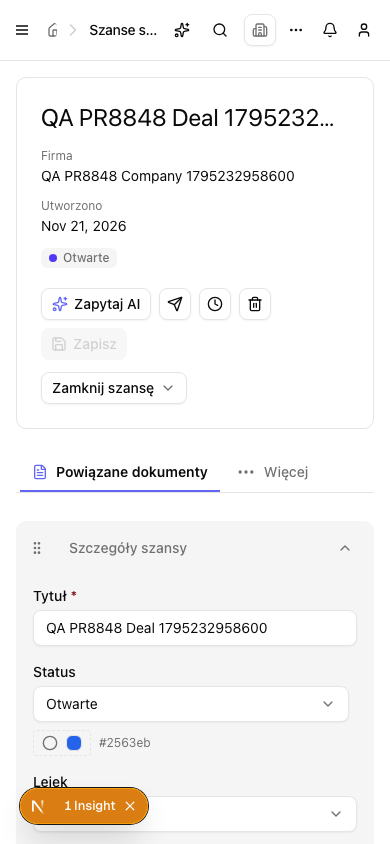 Szanse s...
QA PR8848 Deal 1795232...
Firma
QA PR8848 Company 1795232958600
Utworzono
Nov 21, 2026
Otwarte
Zapytaj AI
Zapisz
Zamknij szansę
Powiązane dokumenty
Więcej
Szczegóły szansy
Tytuł *
QA PR8848 Deal 1795232958600
Status
Otwarte
#2563eb
Lejek
1 Insight